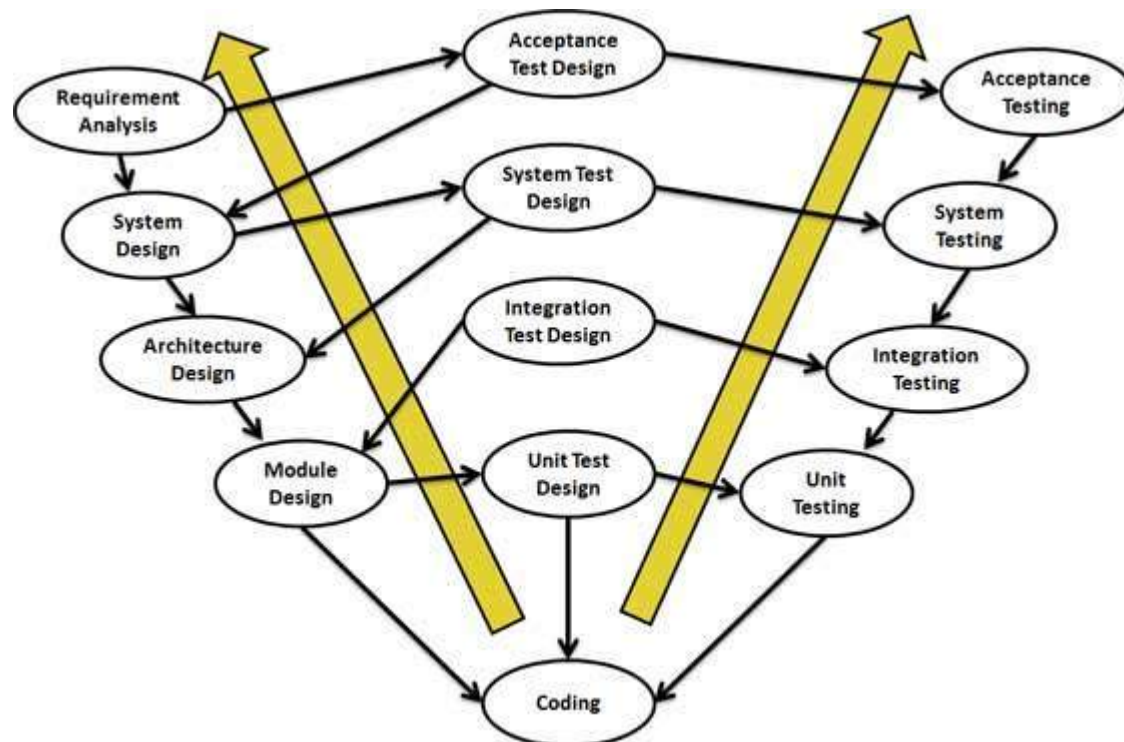 Acceptance
Test Design
Requirement
Analysis
Acceptance
Testing
System Test
Design
System
Design
System
Testing
Integration
Test Design
Architecture
Design
Integration
Testing
Module
Design
Unit Test
Design
Unit
Testing
Coding